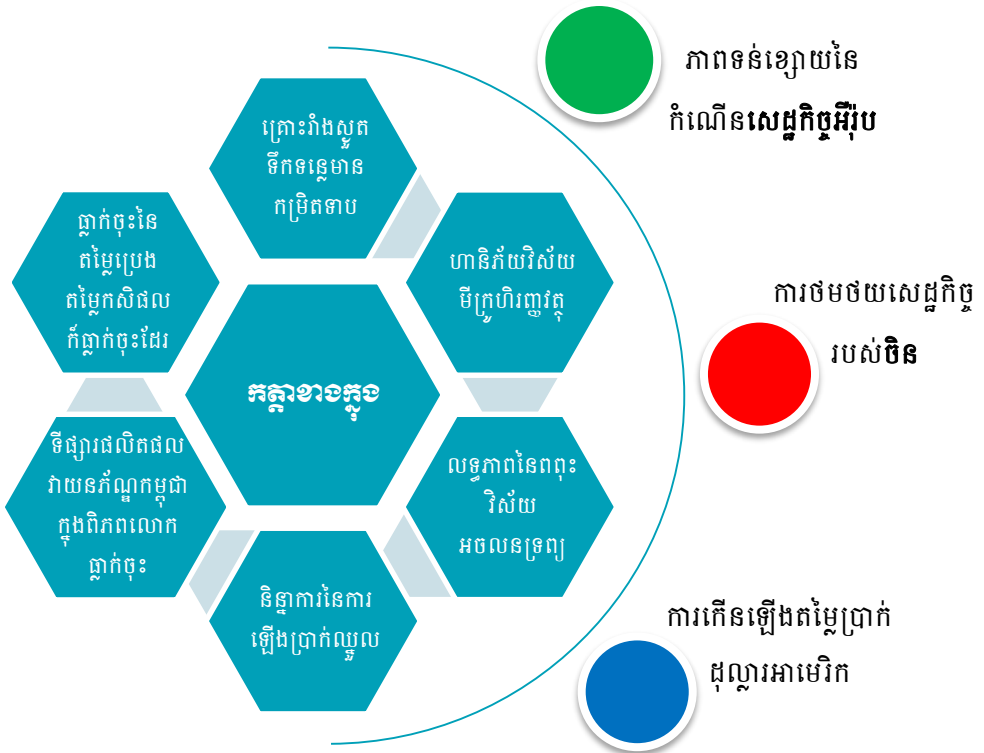 គ្រោះរាំងស្ងួត
ទឹកទន្លេមាន
កម្រិតទាប
ហានិភ័យវិស័យ
មីក្រូហិរញ្ញវត្ថុ
លទ្ធភាពនៃពពុះ
វិស័យ
អចលនទ្រព្យ
និន្នាការនៃការ
ឡើងប្រាក់ឈ្នួល
ទីផ្សារផលិតផល
វាយនភ័ណ្ឌកម្ពុជា
ក្នុងពិភពលោក
ធ្លាក់ចុះ
ធ្លាក់ចុះនៃ
តម្លៃប្រេង
តម្លៃកសិផល
ក៏ធ្លាក់ចុះដែរ
កត្តាខាងក្នុង
ភាពទន់ខ្សោយនៃ
កំណើនសេដ្ឋកិច្ចអឺរ៉ុប
ការថមថយសេដ្ឋកិច្ច
របស់ចិន
ការកើនឡើងតម្លៃប្រាក់
ដុល្លារអាមេរិក